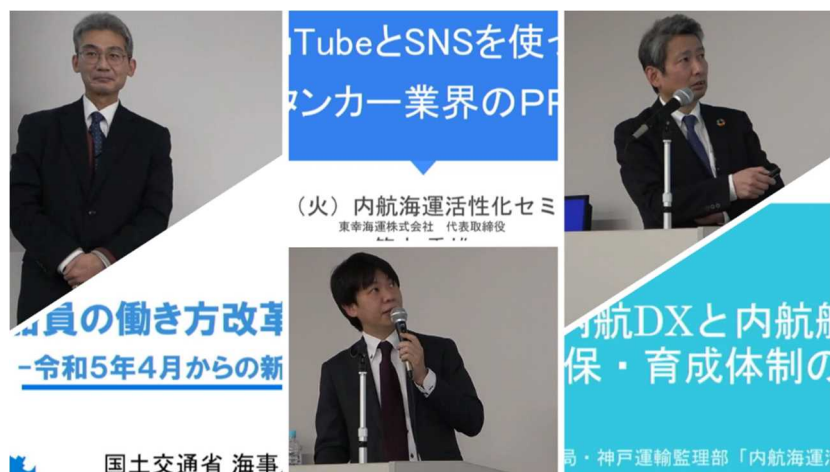 uTubeとSNSを使っ
タンカー業界のPR
（火）内航海運活性化セミ
東幸海運株式会社 代表取締役
船員の働き方改革
－令和5年4月からの新
国土交通省 海事
内航DXと内航船
保・育成体制の
局・神戸運輸監理部「内航海運活